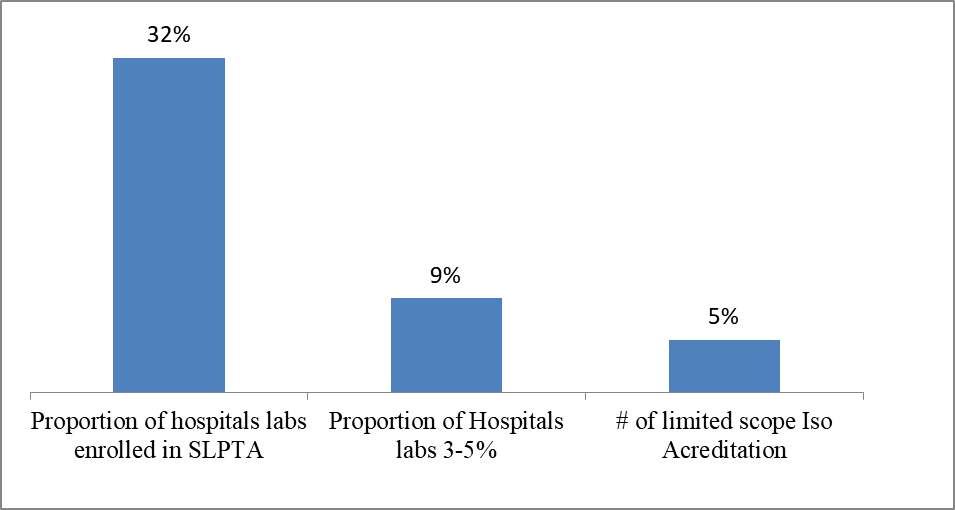 32%
9%
5%
Proportion of hospitals labs
enrolled in SLPTA
Proportion of Hospitals
labs 3-5%
# of limited scope Iso
Acreditation